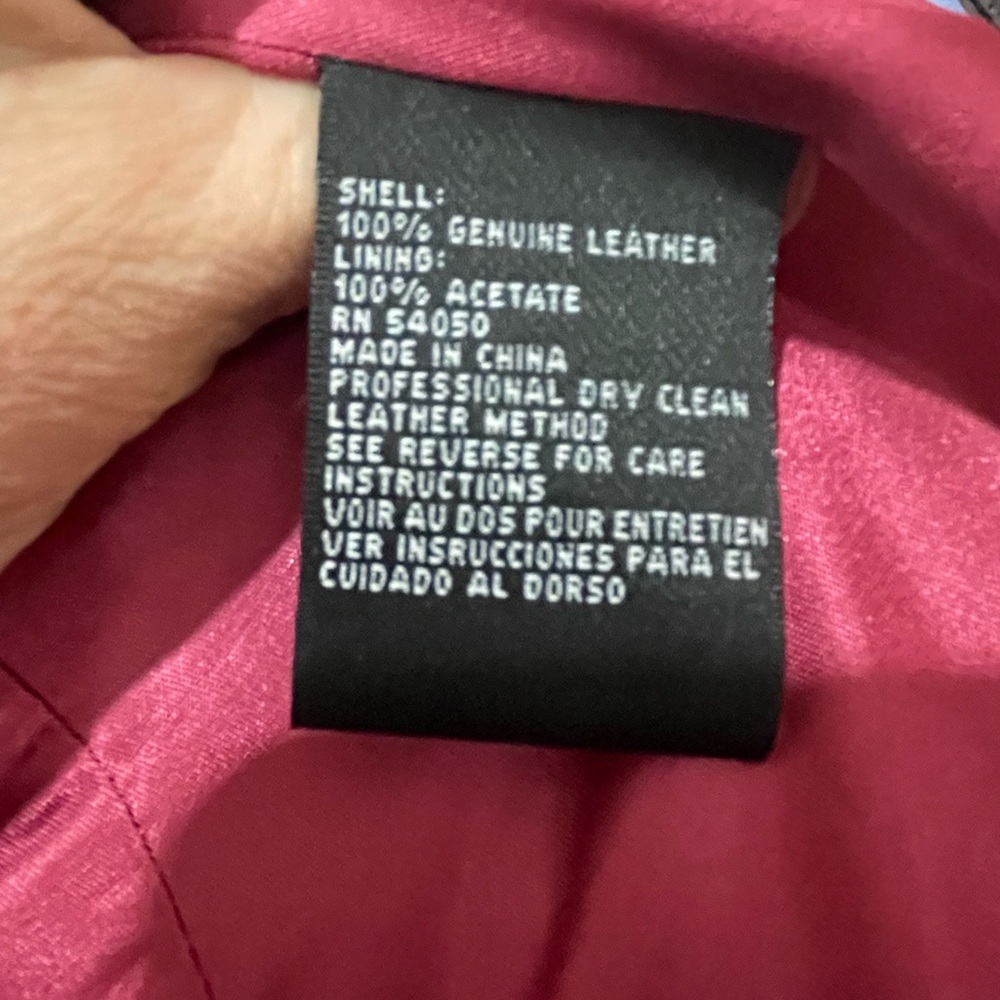 SHELL:
100% GENUINE LEATHER
LINING:
100% ACETATE
RN 54050
MADE IN CHINA
PROFESSIONAL DRY CLEAN
LEATHER METHOD
SEE REVERSE FOR CARE
INSTRUCTIONS
VOIR AU DOS POUR ENTRETIEN
VER INSRUCCIONES PARA EL
CUIDADO AL DORSO